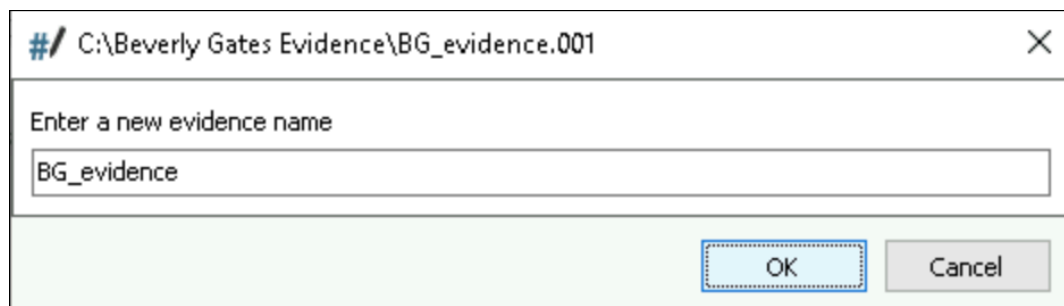 #/ C:\Beverly Gates Evidence\BG_evidence.001
Enter a new evidence name
BG_evidence
OK Cancel